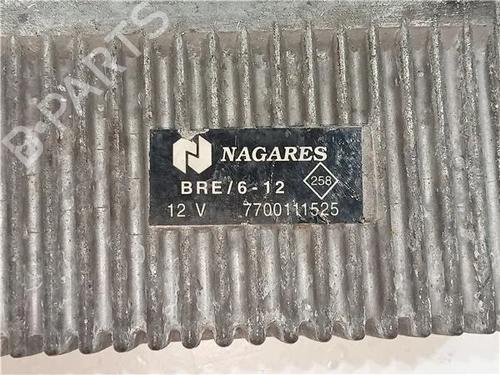 B-PARTS
NAGARES
BRE/6-12
258
12 V 7700111525